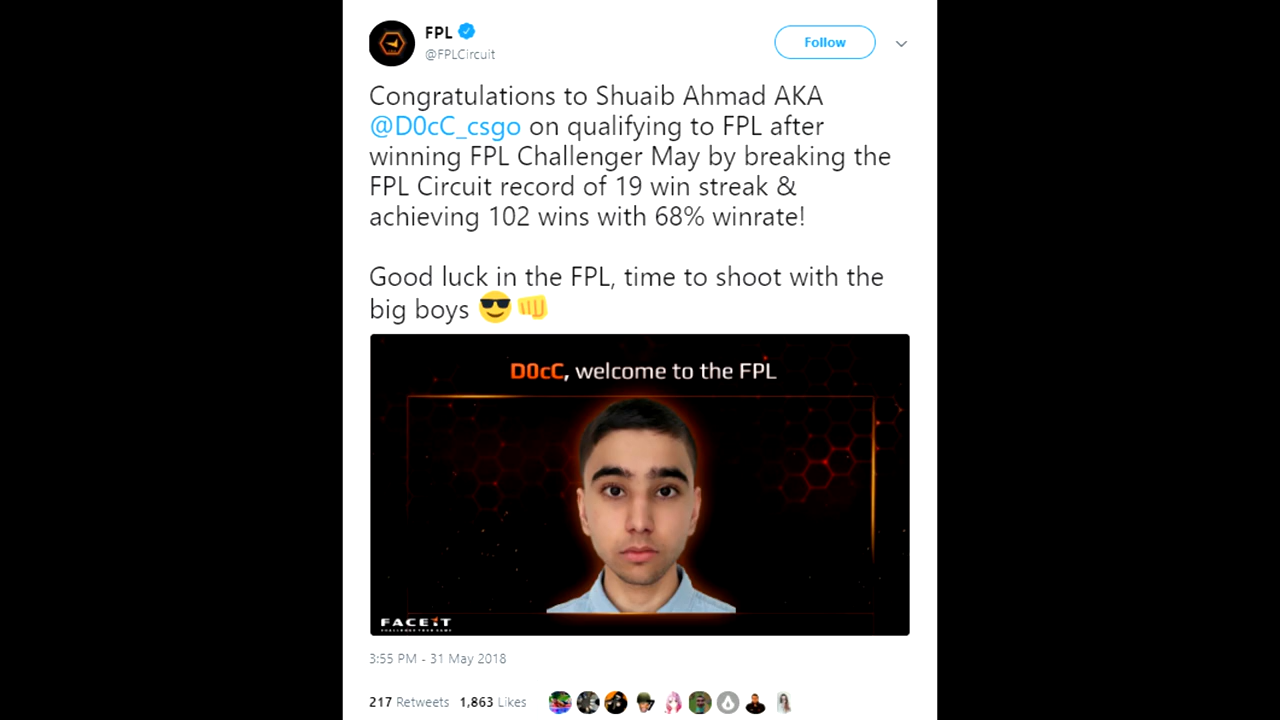 FPL
Follow
@FPLCircuit
Congratulations to Shuaib Ahmad AKA
@D0cC_csgo on qualifying to FPL after
winning FPL Challenger May by breaking the
FPL Circuit record of 19 win streak &
achieving 102 wins with 68% winrate!
Good luck in the FPL, time to shoot with the
big boys 😎👊
D0cC, welcome to the FPL
FACEIT
CHALLENGE YOUR GAME
3:55 PM - 31 May 2018
217 Retweets 1,863 Likes